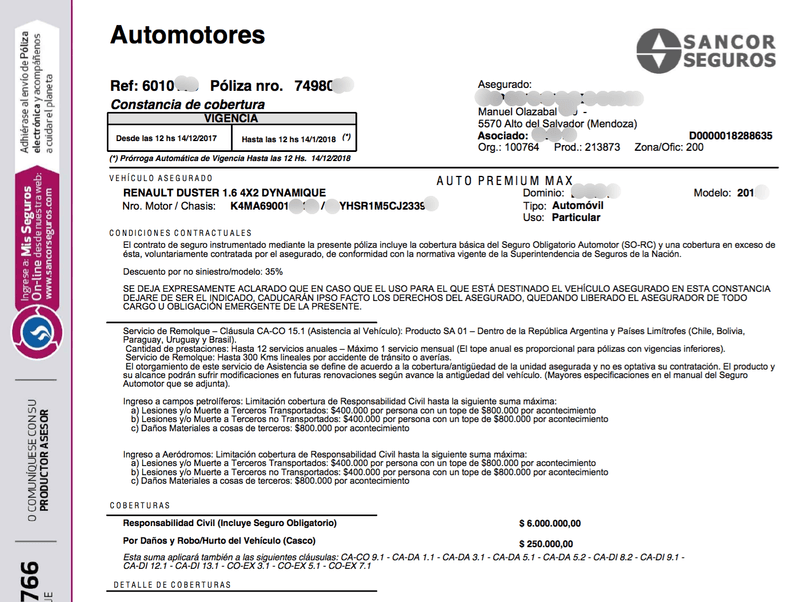 Automotores
SANCOR
SEGUROS
Ref: 6010 Póliza nro. 7498
Constancia de cobertura
VIGENCIA
Desde las 12 hs 14/12/2017 Hasta las 12 hs 14/1/2018 (*)
(*) Prórroga Automática de Vigencia Hasta las 12 Hs. 14/12/2018
Asegurado:
Manuel Olazabal -
5570 Alto del Salvador (Mendoza)
Asociado: D0000018288635
Org.: 100764 Prod.: 213873 Zona/Ofic: 200
VEHÍCULO ASEGURADO
AUTO PREMIUM MAX
RENAULT DUSTER 1.6 4X2 DYNAMIQUE
Nro. Motor / Chasis: K4MA69001 / YHSR1M5CJ2339
Dominio: Modelo: 201
Tipo: Automóvil
Uso: Particular
CONDICIONES CONTRACTUALES
El contrato de seguro instrumentado mediante la presente póliza incluye la cobertura básica del Seguro Obligatorio Automotor (SO-RC) y una cobertura en exceso de
ésta, voluntariamente contratada por el asegurado, de conformidad con la normativa vigente de la Superintendencia de Seguros de la Nación.
Descuento por no siniestro/modelo: 35%
SE DEJA EXPRESAMENTE ACLARADO QUE EN CASO QUE EL USO PARA EL QUE ESTÁ DESTINADO EL VEHÍCULO ASEGURADO EN ESTA CONSTANCIA
DEJARE DE SER EL INDICADO, CADUCARÁN IPSO FACTO LOS DERECHOS DEL ASEGURADO, QUEDANDO LIBERADO EL ASEGURADOR DE TODO
CARGO U OBLIGACIÓN EMERGENTE DE LA PRESENTE.
Servicio de Remolque – Cláusula CA-CO 15.1 (Asistencia al Vehículo): Producto SA 01 – Dentro de la República Argentina y Países Limítrofes (Chile, Bolivia,
Paraguay, Uruguay y Brasil).
Cantidad de prestaciones: Hasta 12 servicios anuales – Máximo 1 servicio mensual (El tope anual es proporcional para pólizas con vigencias inferiores).
Servicio de Remolque: Hasta 300 Kms lineales por accidente de tránsito o averías.
El otorgamiento de este servicio de Asistencia se define de acuerdo a la cobertura/antigüedad de la unidad asegurada y no es optativa su contratación. El producto y
su alcance podrán sufrir modificaciones en futuras renovaciones según avance la antigüedad del vehículo. (Mayores especificaciones en el manual del Seguro
Automotor que se adjunta).
Ingreso a campos petrolíferos: Limitación cobertura de Responsabilidad Civil hasta la siguiente suma máxima:
a) Lesiones y/o Muerte a Terceros Transportados: $400.000 por persona con un tope de $800.000 por acontecimiento
b) Lesiones y/o Muerte a Terceros no Transportados: $400.000 por persona con un tope de $800.000 por acontecimiento
c) Daños Materiales a cosas de terceros: $800.000 por acontecimiento
Ingreso a Aeródromos: Limitación cobertura de Responsabilidad Civil hasta la siguiente suma máxima:
a) Lesiones y/o Muerte a Terceros Transportados: $400.000 por persona con un tope de $800.000 por acontecimiento
b) Lesiones y/o Muerte a Terceros no Transportados: $400.000 por persona con un tope de $800.000 por acontecimiento
c) Daños Materiales a cosas de terceros: $800.000 por acontecimiento
COBERTURAS
Responsabilidad Civil (Incluye Seguro Obligatorio) $ 6.000.000,00
Por Daños y Robo/Hurto del Vehículo (Casco) $ 250.000,00
Esta suma aplicará también a las siguientes cláusulas: CA-CO 9.1 - CA-DA 1.1 - CA-DA 3.1 - CA-DA 5.1 - CA-DA 5.2 - CA-DI 8.2 - CA-DI 9.1 -
CA-DI 12.1 - CA-DI 13.1 - CO-EX 3.1 - CO-EX 5.1 - CO-EX 7.1
DETALLE DE COBERTURAS
Adhiérase al envío de Póliza
electrónica y acompáñenos
a cuidar el planeta
Ingrese a: Mis Seguros
On-line desde nuestra web:
www.sancorseguros.com
O COMUNÍQUESE CON SU
PRODUCTOR ASESOR
766